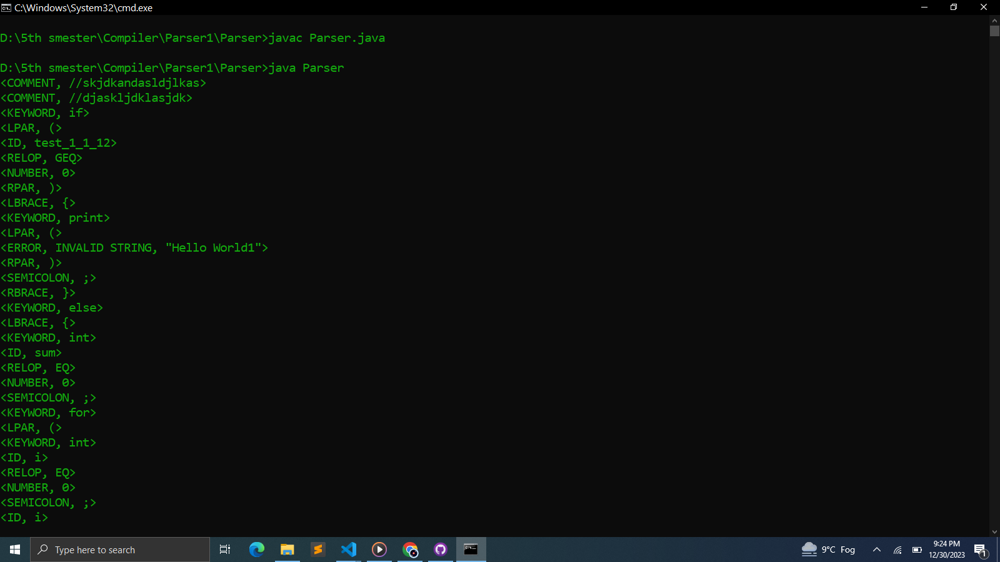 C:\Windows\System32\cmd.exe
D:\5th smester\Compiler\Parser1\Parser>javac Parser.java
D:\5th smester\Compiler\Parser1\Parser>java Parser
<COMMENT, //skjdkandasldjlkas>
<COMMENT, //djaskljdklasjdk>
<KEYWORD, if>
<LPAR, (>
<ID, test_1_1_12>
<RELOP, GEQ>
<NUMBER, 0>
<RPAR, )>
<LBRACE, {>
<KEYWORD, print>
<LPAR, (>
<ERROR, INVALID STRING, "Hello World1">
<RPAR, )>
<SEMICOLON, ;>
<RBRACE, }>
<KEYWORD, else>
<LBRACE, {>
<KEYWORD, int>
<ID, sum>
<RELOP, EQ>
<NUMBER, 0>
<SEMICOLON, ;>
<KEYWORD, for>
<LPAR, (>
<KEYWORD, int>
<ID, i>
<RELOP, EQ>
<NUMBER, 0>
<SEMICOLON, ;>
<ID, i>
Type here to search
9°C Fog
9:24 PM
12/30/2023
1